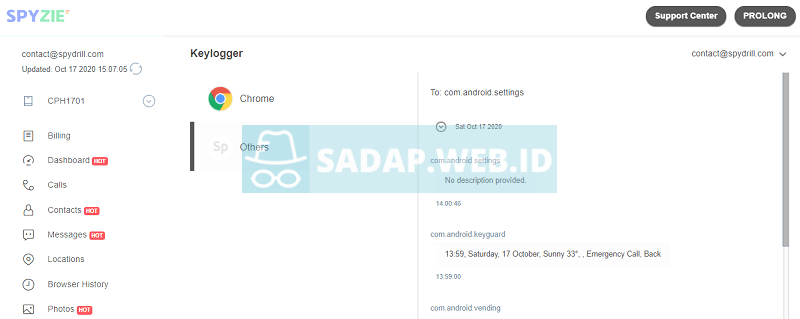 SPYZIE
Support Center
PROLONG
contact@spydrill.com
Updated: Oct 17 2020 15:07:05
Keylogger
contact@spydrill.com
CPH1701
Billing
Dashboard HOT
Calls
Contacts HOT
Messages HOT
Locations
Browser History
Photos HOT
Chrome
Sp
Others
SADAP.WEB.ID
To: com.android.settings
Sat Oct 17 2020
com.android.settings
No description provided.
14:00:46
com.android.keyguard
13:59, Saturday, 17 October, Sunny 33°, , Emergency Call, Back
13:59:00
com.android.vending